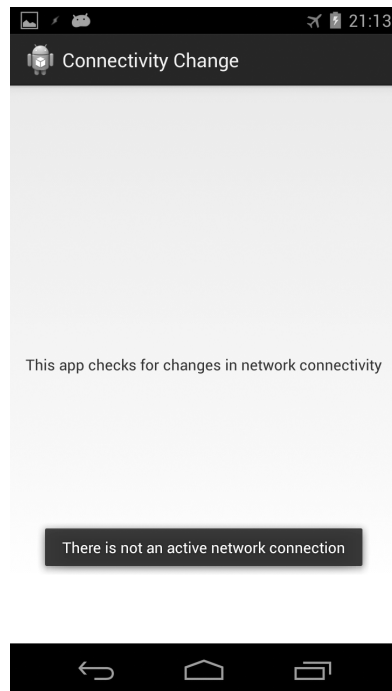 21:13
Connectivity Change
This app checks for changes in network connectivity
There is not an active network connection